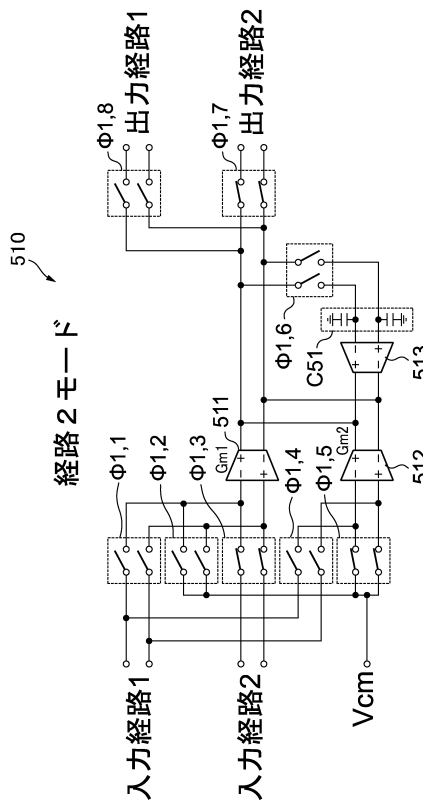 510
経路2モード
Φ1,8
出力経路1
Φ1,7
出力経路2
Φ1,6
C51
513
511
Gm1
Gm2
512
Φ1,1
Φ1,2
Φ1,3
Φ1,4
Φ1,5
入力経路1
入力経路2
Vcm
+
−
−
+
+
−
−
+
−
+
−
+